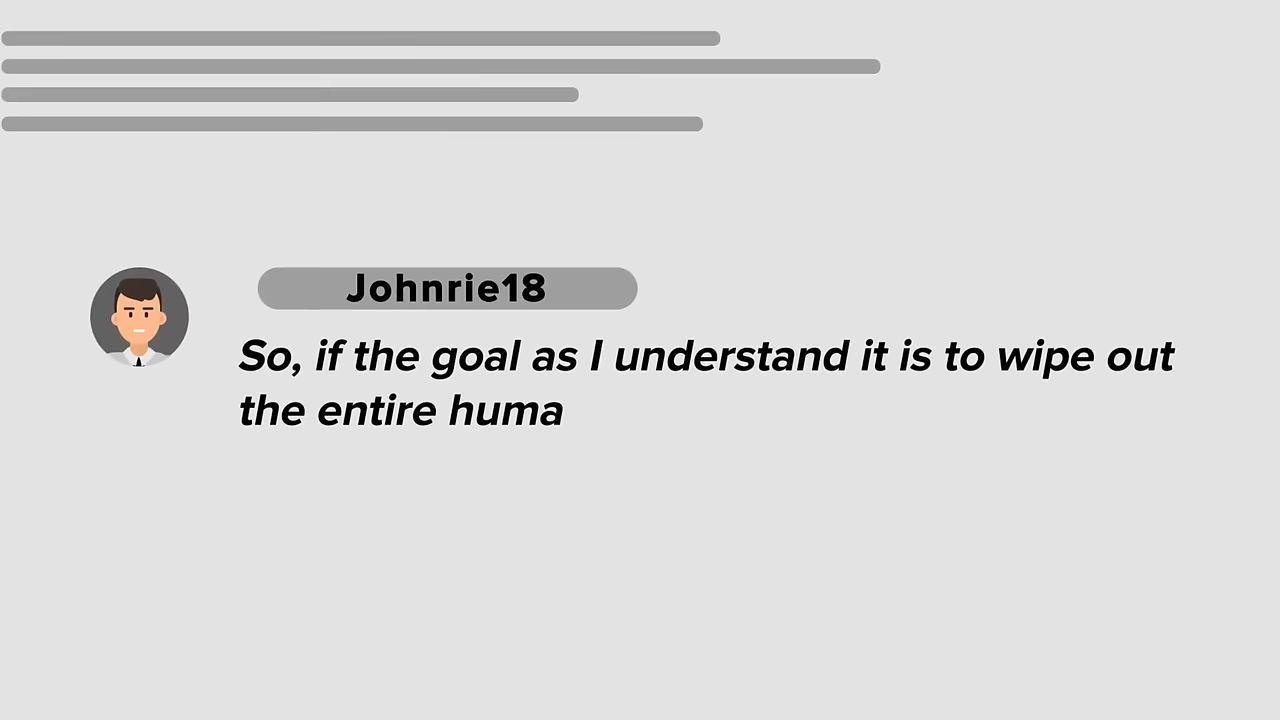 Johnrie18
So, if the goal as I understand it is to wipe out
the entire huma